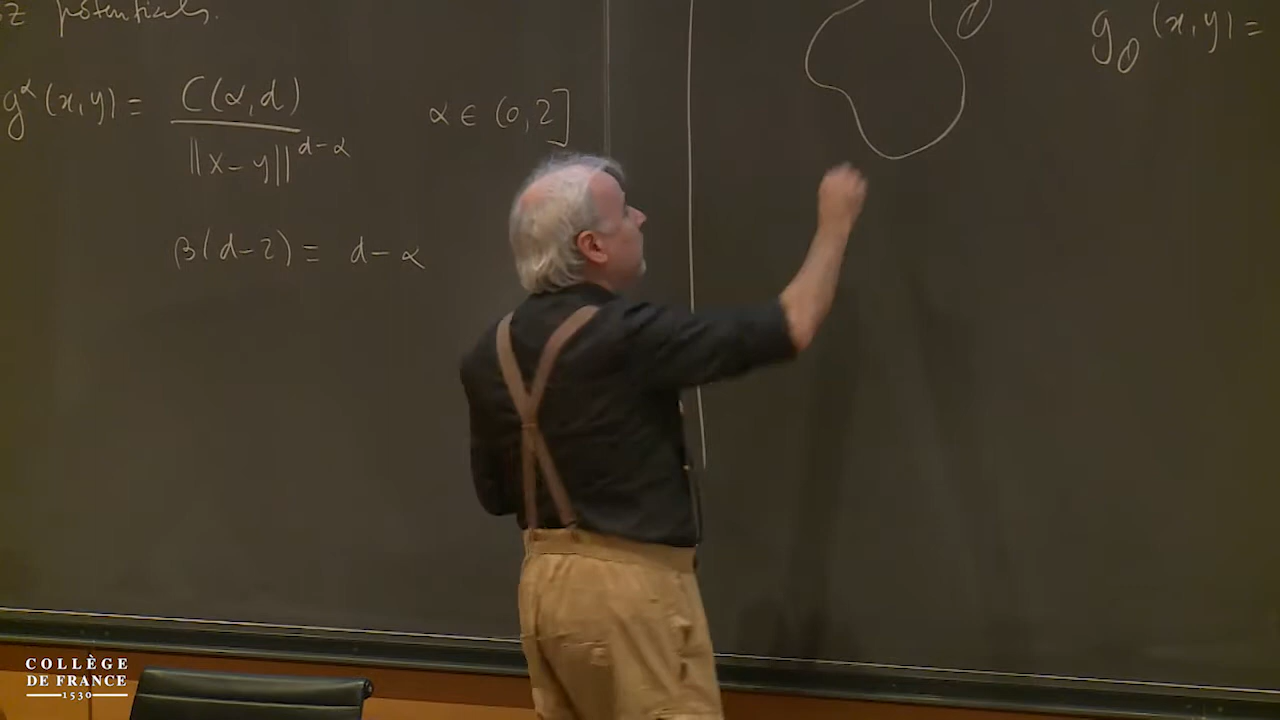 potentials.
g^α(x,y) = C(α,d) / ||x-y||^{d-α} α ∈ (0,2]
β(d-2) = d-α
g_O(x,y) =
COLLÈGE
DE FRANCE
1530